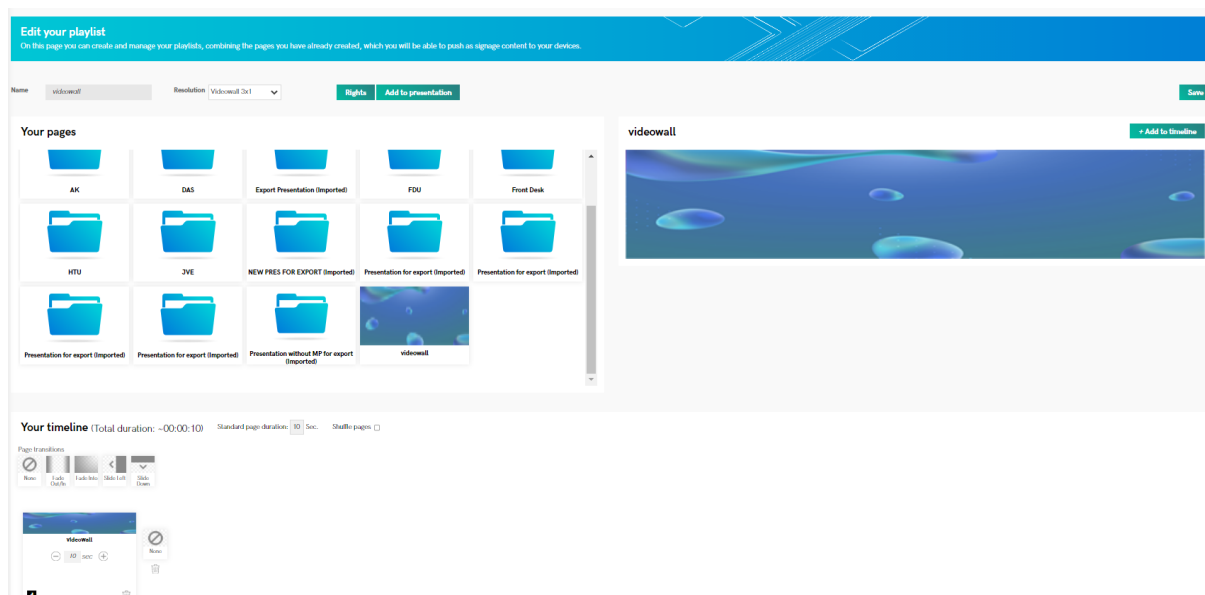 Edit your playlist
On this page you can create and manage your playlists, combining the pages you have already created, which you will be able to push as signage content to your devices.
Name
videowall
Resolution
Videowall 3x1
Rights
Add to presentation
Save
Your pages
AK
DAS
Export Presentation (Imported)
FDU
Front Desk
HTU
JVE
NEW PRES FOR EXPORT (Imported)
Presentation for export (Imported)
Presentation for export (Imported)
Presentation for export (Imported)
Presentation for export (Imported)
Presentation without MP for export
(Imported)
videowall
videowall
+ Add to timeline
Your timeline (Total duration: ~00:00:10)
Standard page duration: 10 Sec.
Shuffle pages
Page transitions
None
Fade
Out/In
Fade Into
Slide Left
Slide
Down
videowall
10 sec
None